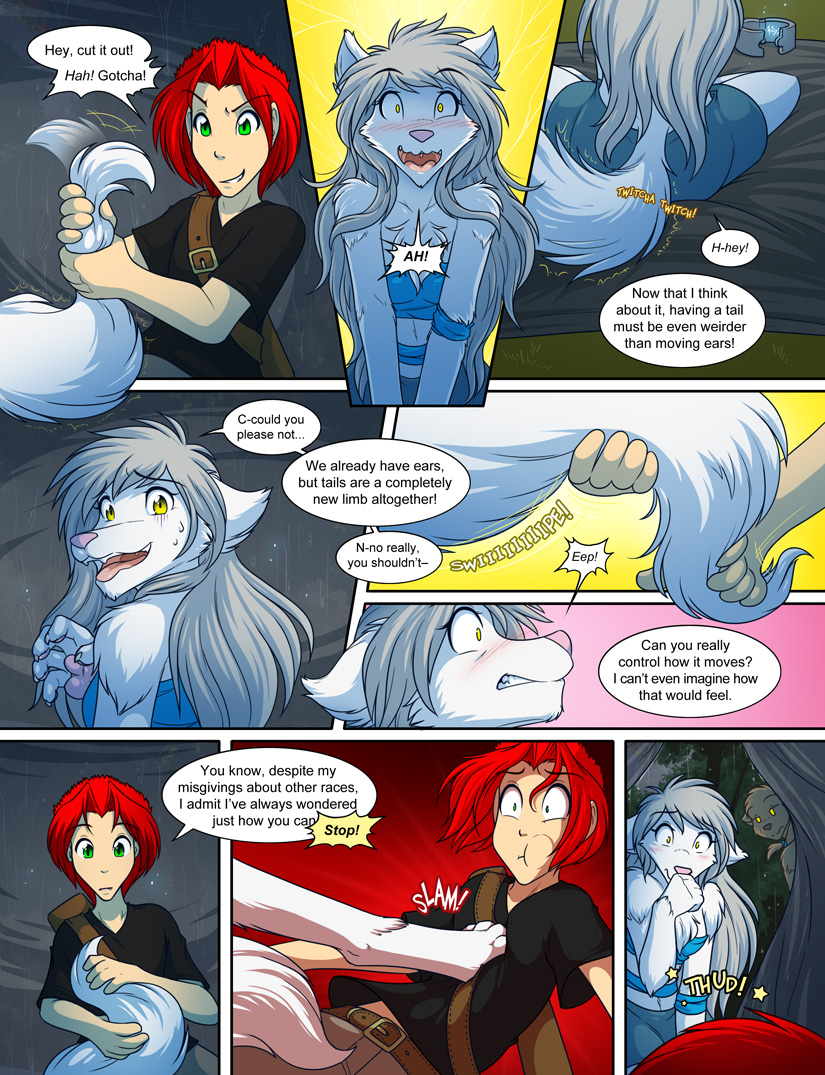 Hey, cut it out!
Hah! Gotcha!
AH!
TWITCHA TWITCH!
H-hey!
Now that I think
about it, having a tail
must be even weirder
than moving ears!
C-could you
please not...
We already have ears,
but tails are a completely
new limb altogether!
N-no really,
you shouldn't–
SWIIIIIIIIPE!
Eep!
Can you really
control how it moves?
I can't even imagine how
that would feel.
You know, despite my
misgivings about other races,
I admit I've always wondered
just how you can
Stop!
SLAM!
THUD!